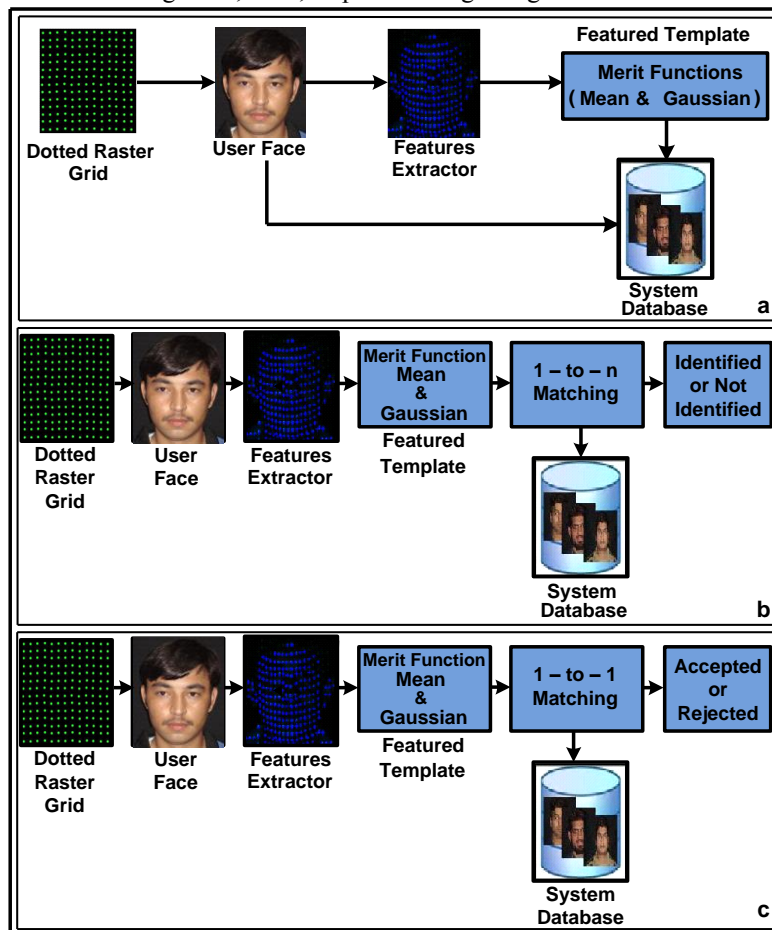 Featured Template
Merit Functions
( Mean & Gaussian )
Dotted Raster
Grid
User Face
Features
Extractor
System
Database
a
Merit Function
Mean
&
Gaussian
1 – to – n
Matching
Identified
or Not
Identified
Dotted
Raster
Grid
User
Face
Features
Extractor
Featured
Template
System
Database
b
Merit Function
Mean
&
Gaussian
1 – to – 1
Matching
Accepted
or
Rejected
Dotted
Raster
Grid
User
Face
Features
Extractor
Featured
Template
System
Database
c